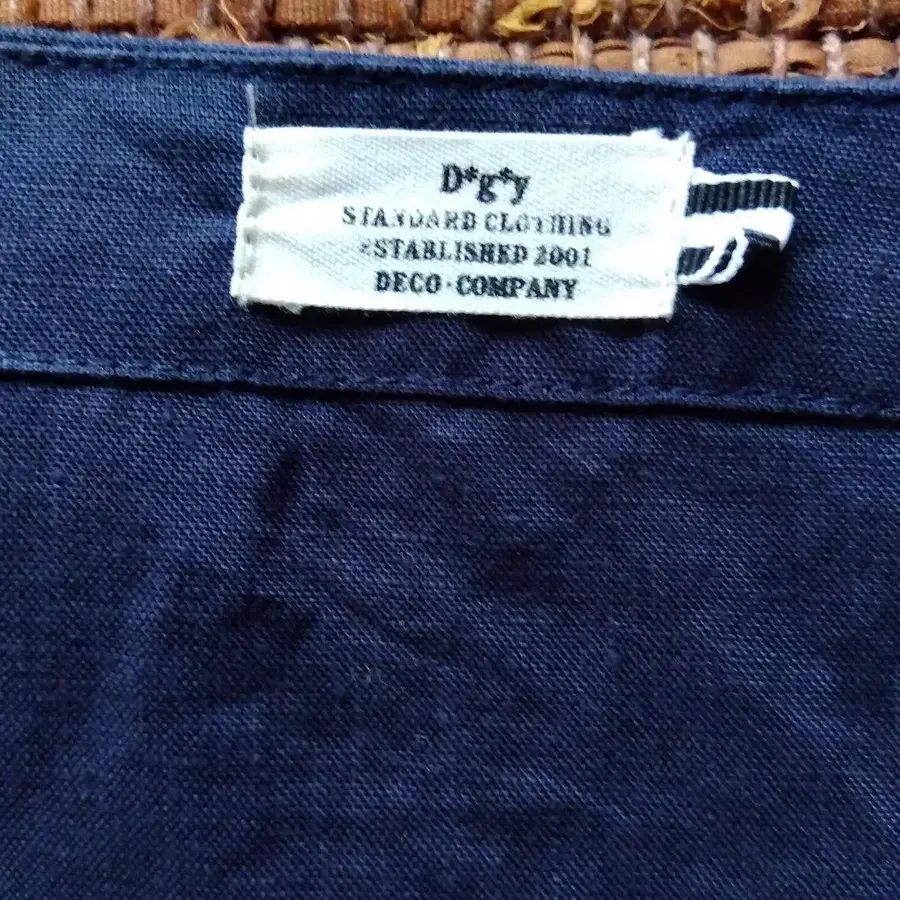 D*g*y
STANDARD CLOTHING
ESTABLISHED 2001
DECO·COMPANY